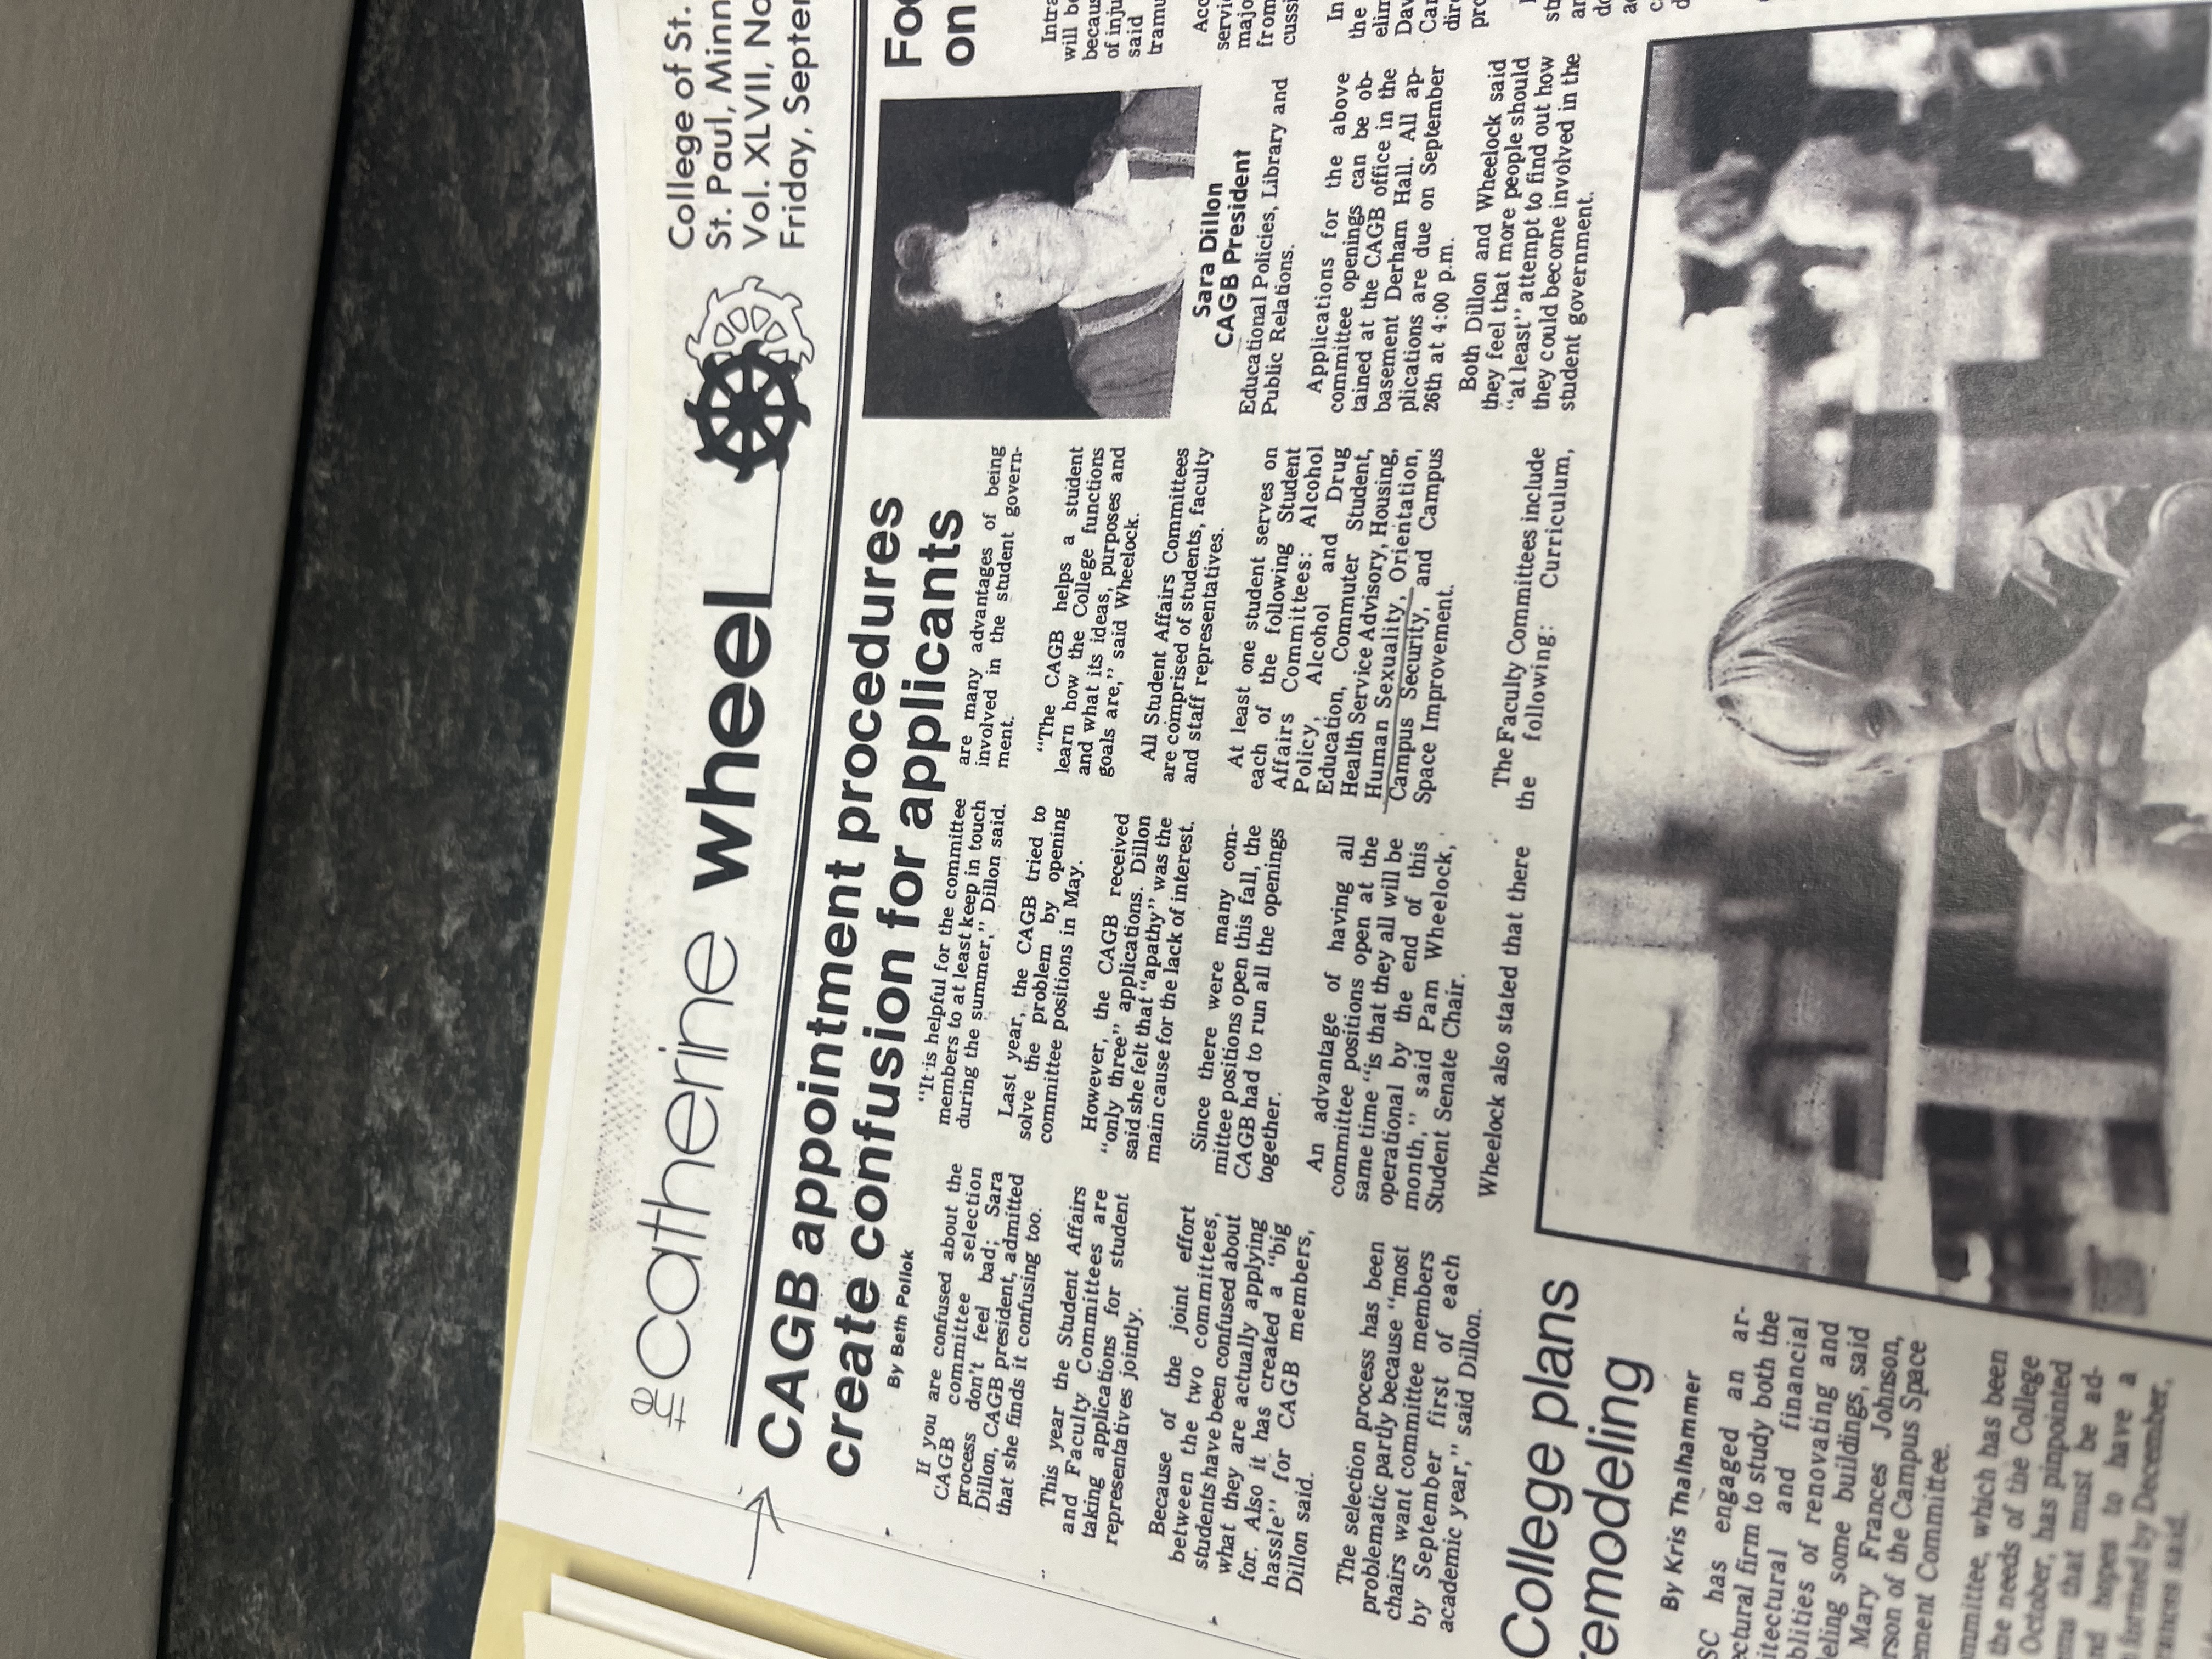 the catherine wheel
College of St.
St. Paul, Minn
Vol. XLVII, No
Friday, Septem
CAGB appointment procedures
create confusion for applicants
By Beth Pollok
If you are confused about the
CAGB committee selection
process don't feel bad; Sara
Dillon, CAGB president, admitted
that she finds it confusing too.
This year the Student Affairs
and Faculty Committees are
taking applications for student
representatives jointly.
Because of the joint effort
between the two committees,
students have been confused about
what they are actually applying
for. Also it has created a "big
hassle" for CAGB members,
Dillon said.
The selection process has been
problematic partly because "most
chairs want committee members
by September first of each
academic year," said Dillon.
"It is helpful for the committee
members to at least keep in touch
during the summer," Dillon said.
Last year, the CAGB tried to
solve the problem by opening
committee positions in May.
However, the CAGB received
"only three" applications. Dillon
said she felt that "apathy" was the
main cause for the lack of interest.
Since there were many com-
mittee positions open this fall, the
CAGB had to run all the openings
together.
An advantage of having all
committee positions open at the
same time "is that they all will be
operational by the end of this
month," said Pam Wheelock,
Student Senate Chair.
Wheelock also stated that there
are many advantages of being
involved in the student govern-
ment.
"The CAGB helps a student
learn how the College functions
and what its ideas, purposes and
goals are," said Wheelock.
All Student Affairs Committees
are comprised of students, faculty
and staff representatives.
At least one student serves on
each of the following Student
Affairs Committees: Alcohol
Policy, Alcohol and Drug
Education, Commuter Student,
Health Service Advisory, Housing,
Human Sexuality, Orientation,
Campus Security, and Campus
Space Improvement.
The Faculty Committees include
the following: Curriculum,
Sara Dillon
CAGB President
Educational Policies, Library and
Public Relations.
Applications for the above
committee openings can be ob-
tained at the CAGB office in the
basement Derham Hall. All ap-
plications are due on September
26th at 4:00 p.m.
Both Dillon and Wheelock said
they feel that more people should
"at least" attempt to find out how
they could become involved in the
student government.
Foo
on
Intra
will be
becaus
of inju
said
tramu
Acc
servic
majo
from
cussi
In
the
elim
Dav
Car
dire
pro
College plans
remodeling
By Kris Thalhammer
SC has engaged an ar-
ectural firm to study both the
itectural and financial
blities of renovating and
eling some buildings, said
Mary Frances Johnson,
rson of the Campus Space
ement Committee.
ommittee, which has been
the needs of the College
October, has pinpointed
ems that must be ad-
nd hopes to have a
formed by December,
rances said.